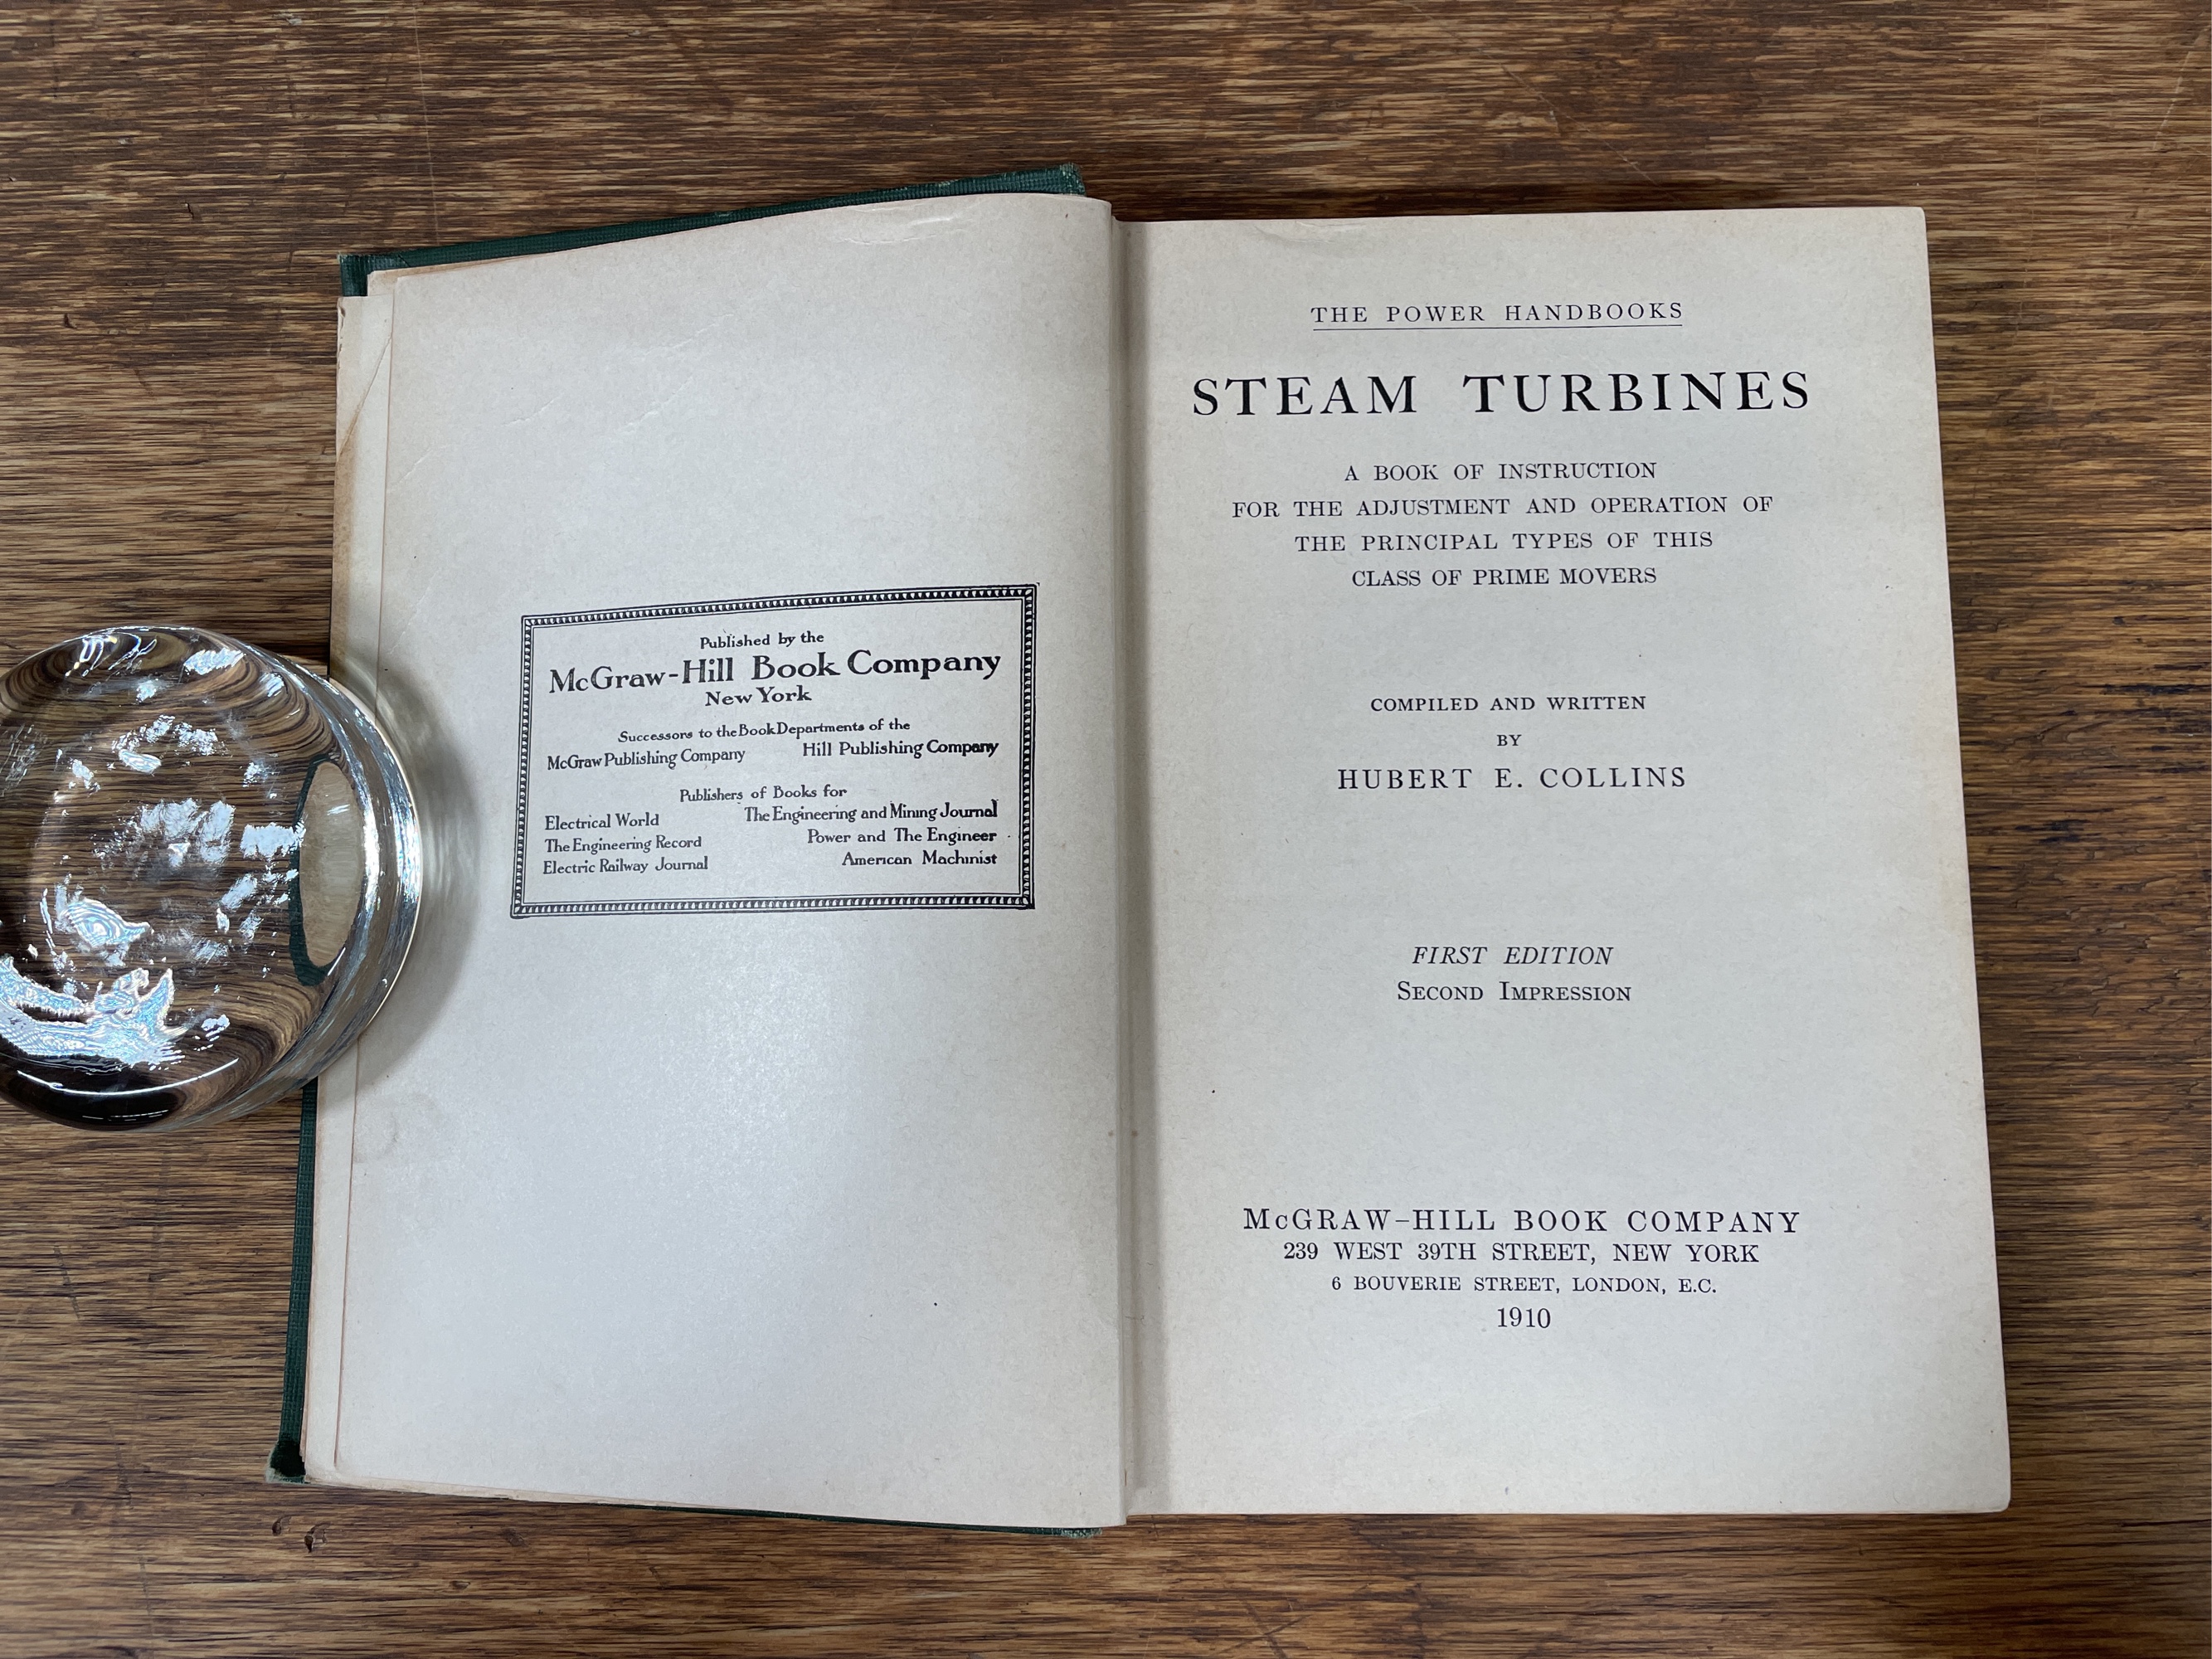 Published by the
McGraw-Hill Book Company
New York
Successors to the Book Departments of the
McGraw Publishing Company Hill Publishing Company
Publishers of Books for
Electrical World The Engineering and Mining Journal
The Engineering Record Power and The Engineer
Electric Railway Journal American Machinist
THE POWER HANDBOOKS
STEAM TURBINES
A BOOK OF INSTRUCTION
FOR THE ADJUSTMENT AND OPERATION OF
THE PRINCIPAL TYPES OF THIS
CLASS OF PRIME MOVERS
COMPILED AND WRITTEN
BY
HUBERT E. COLLINS
FIRST EDITION
SECOND IMPRESSION
McGRAW-HILL BOOK COMPANY
239 WEST 39TH STREET, NEW YORK
6 BOUVERIE STREET, LONDON, E.C.
1910